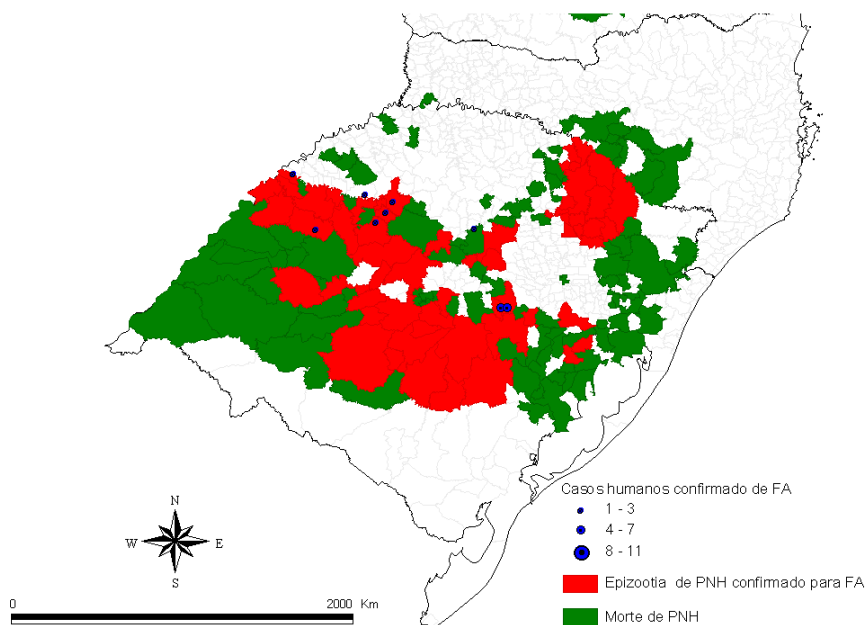 Casos humanos confirmado de FA
1 - 3
4 - 7
8 - 11
Epizootia de PNH confirmado para FA
Morte de PNH
N
W E
S
0 2000 Km